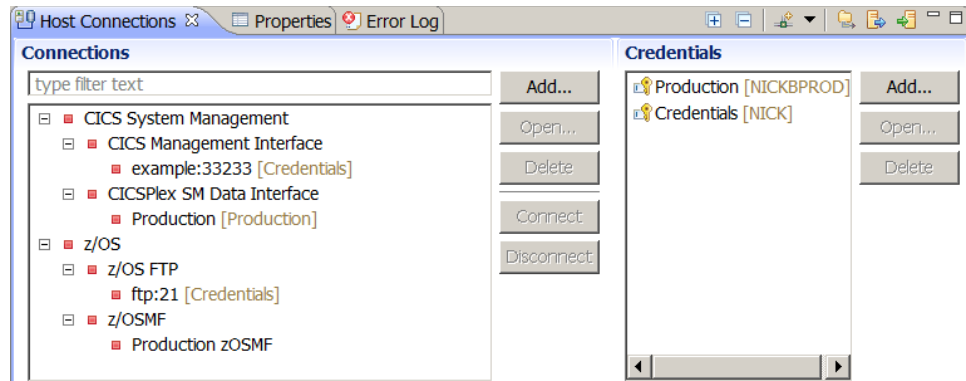 Host Connections Properties Error Log
Connections
type filter text
Add...
CICS System Management
Open...
CICS Management Interface
example:33233 [Credentials]
Delete
CICSPlex SM Data Interface
Production [Production]
Connect
z/OS
Disconnect
z/OS FTP
ftp:21 [Credentials]
z/OSMF
Production zOSMF
Credentials
Production [NICKBPROD]
Add...
Credentials [NICK]
Open...
Delete